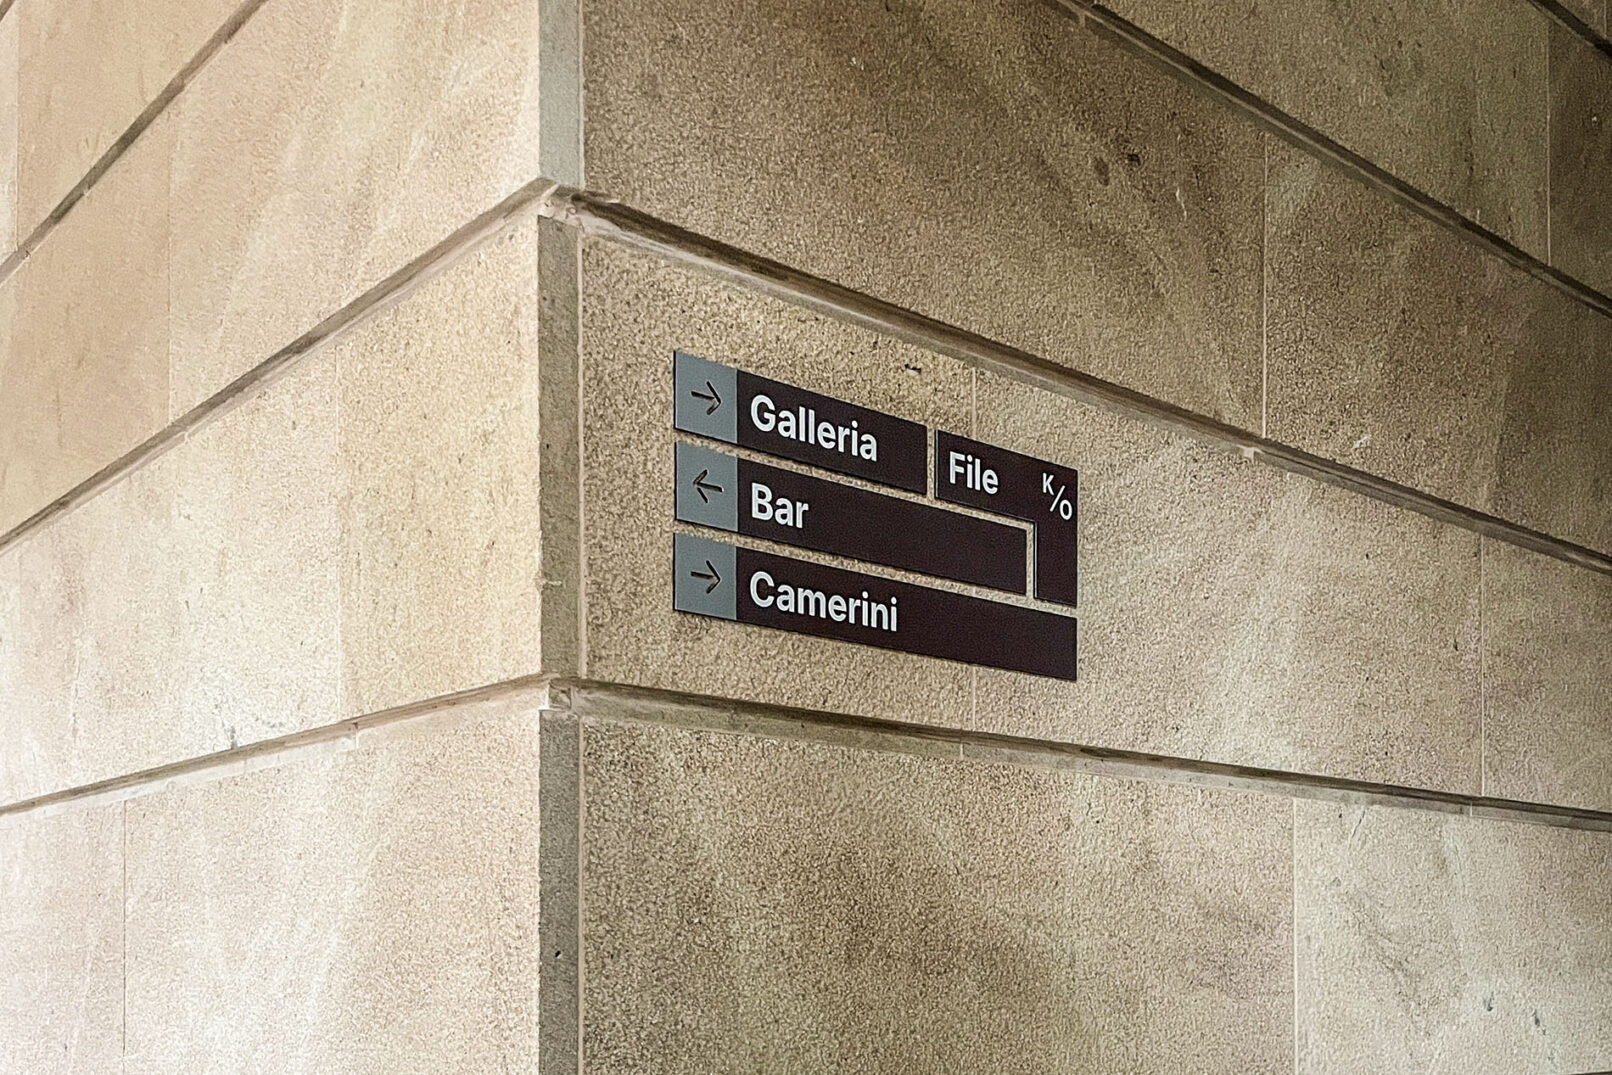 → Galleria File K/O
← Bar
→ Camerini